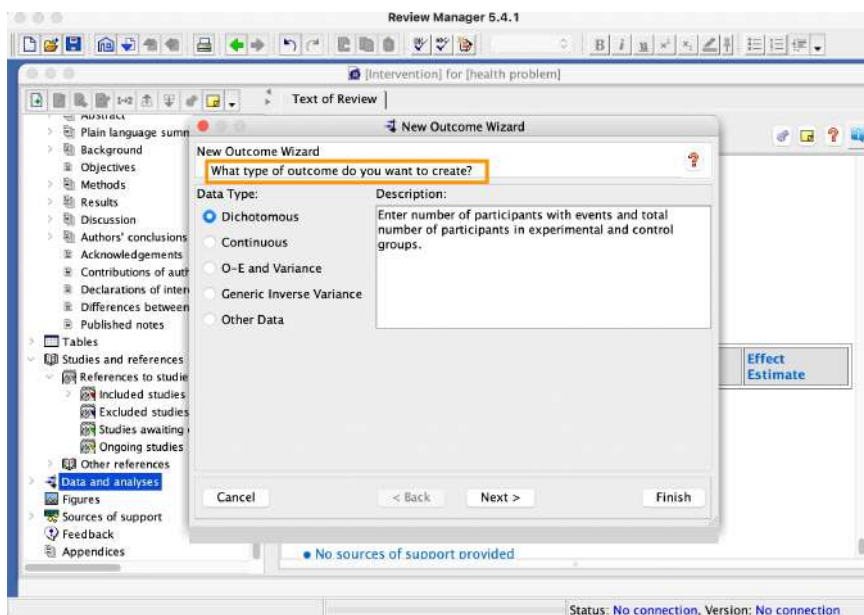 Review Manager 5.4.1
B i u x² x₂
[Intervention] for [health problem]
Text of Review
Abstract
Plain language summ
Background
Objectives
Methods
Results
Discussion
Authors' conclusions
Acknowledgements
Contributions of auth
Declarations of inter
Differences between
Published notes
Tables
Studies and references
References to studie
Included studies
Excluded studies
Studies awaiting
Ongoing studies
Other references
Data and analyses
Figures
Sources of support
Feedback
Appendices
New Outcome Wizard
New Outcome Wizard
What type of outcome do you want to create?
Data Type:
Dichotomous
Continuous
O-E and Variance
Generic Inverse Variance
Other Data
Description:
Enter number of participants with events and total
number of participants in experimental and control
groups.
Cancel
< Back
Next >
Finish
Effect
Estimate
No sources of support provided
Status: No connection, Version: No connection